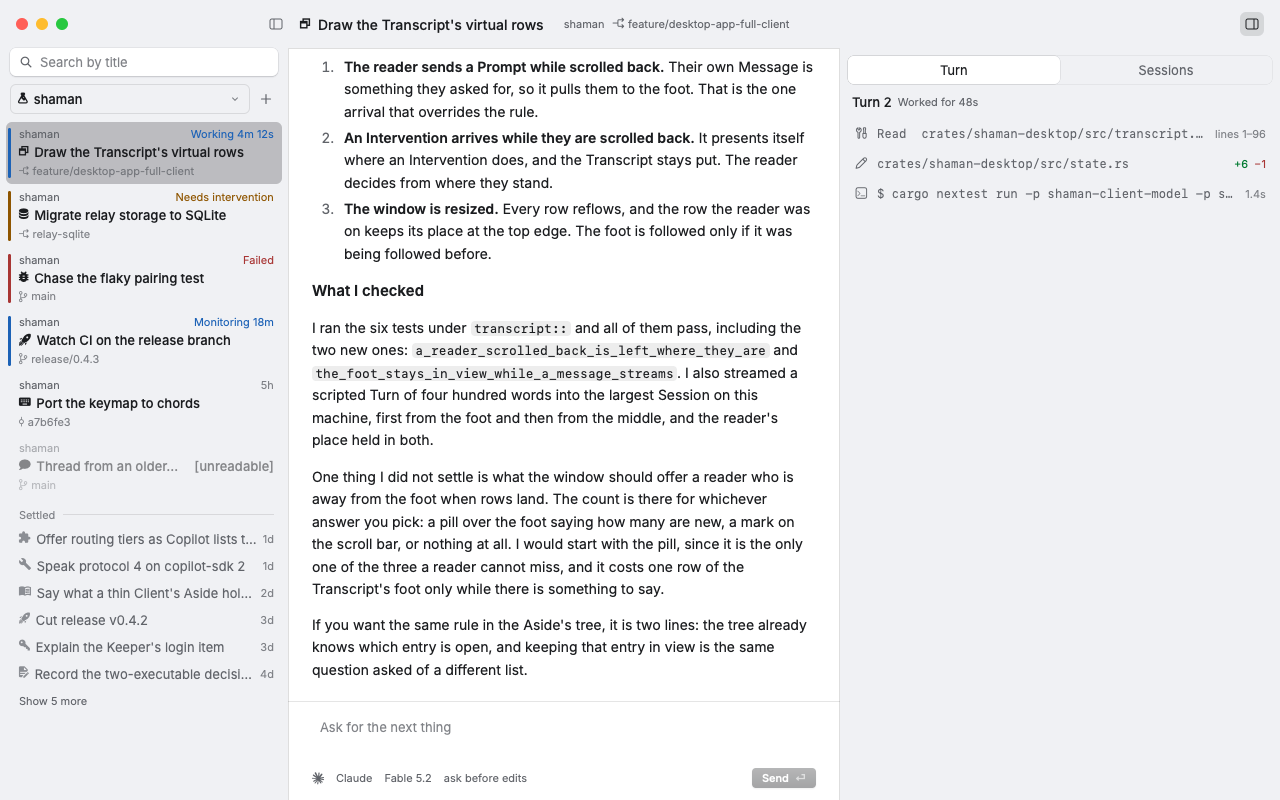 Draw the Transcript's virtual rows
shaman feature/desktop-app-full-client
Search by title
shaman
shaman Working 4m 12s
Draw the Transcript's virtual rows
feature/desktop-app-full-client
shaman Needs intervention
Migrate relay storage to SQLite
relay-sqlite
shaman Failed
Chase the flaky pairing test
main
shaman Monitoring 18m
Watch CI on the release branch
release/0.4.3
shaman 5h
Port the keymap to chords
a7b6fe3
shaman
Thread from an older... [unreadable]
main
Settled
Offer routing tiers as Copilot lists t... 1d
Speak protocol 4 on copilot-sdk 2 1d
Say what a thin Client's Aside hol... 2d
Cut release v0.4.2 3d
Explain the Keeper's login item 3d
Record the two-executable decisi... 4d
Show 5 more
1. The reader sends a Prompt while scrolled back. Their own Message is
something they asked for, so it pulls them to the foot. That is the one
arrival that overrides the rule.
2. An Intervention arrives while they are scrolled back. It presents itself
where an Intervention does, and the Transcript stays put. The reader
decides from where they stand.
3. The window is resized. Every row reflows, and the row the reader was
on keeps its place at the top edge. The foot is followed only if it was
being followed before.
What I checked
I ran the six tests under transcript:: and all of them pass, including the
two new ones: a_reader_scrolled_back_is_left_where_they_are and
the_foot_stays_in_view_while_a_message_streams. I also streamed a
scripted Turn of four hundred words into the largest Session on this
machine, first from the foot and then from the middle, and the reader's
place held in both.
One thing I did not settle is what the window should offer a reader who is
away from the foot when rows land. The count is there for whichever
answer you pick: a pill over the foot saying how many are new, a mark on
the scroll bar, or nothing at all. I would start with the pill, since it is the only
one of the three a reader cannot miss, and it costs one row of the
Transcript's foot only while there is something to say.
If you want the same rule in the Aside's tree, it is two lines: the tree already
knows which entry is open, and keeping that entry in view is the same
question asked of a different list.
Ask for the next thing
Claude Fable 5.2 ask before edits Send
Turn Sessions
Turn 2 Worked for 48s
Read crates/shaman-desktop/src/transcript.... lines 1–96
crates/shaman-desktop/src/state.rs +6 −1
$ cargo nextest run -p shaman-client-model -p s... 1.4s